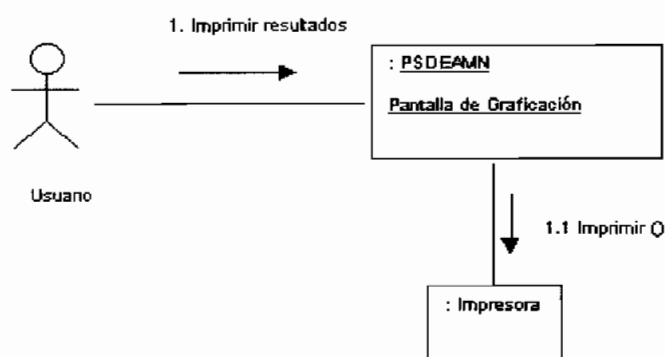 1. Imprimir resultados
: PSDEAMN
Pantalla de Graficación
Usuario
1.1 Imprimir ()
: Impresora